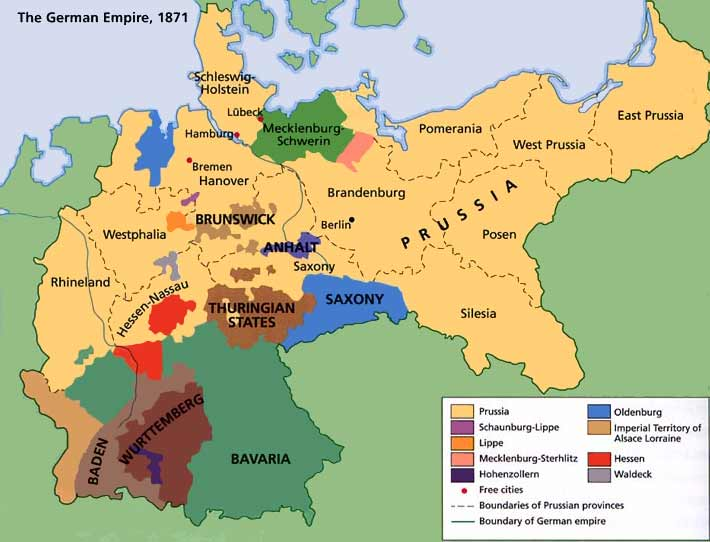 The German Empire, 1871
Schleswig-
Holstein
Lübeck
Hamburg
Mecklenburg-
Schwerin
Pomerania
East Prussia
West Prussia
Bremen
Hanover
Brandenburg
BRUNSWICK
Berlin
PRUSSIA
Westphalia
ANHALT
Posen
Saxony
Rhineland
Hessen-Nassau
THURINGIAN
STATES
SAXONY
Silesia
WURTTEMBERG
BADEN
BAVARIA
Prussia
Schaunburg-Lippe
Lippe
Mecklenburg-Sterhlitz
Hohenzollern
Free cities
Boundaries of Prussian provinces
Boundary of German empire
Oldenburg
Imperial Territory of
Alsace Lorraine
Hessen
Waldeck